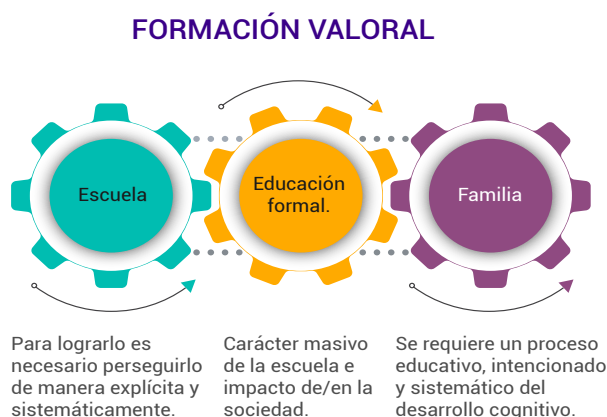 FORMACIÓN VALORAL
Escuela
Educación
formal.
Familia
Para lograrlo es
necesario perseguirlo
de manera explícita y
sistemáticamente.
Carácter masivo
de la escuela e
impacto de/en la
sociedad.
Se requiere un proceso
educativo, intencionado
y sistemático del
desarrollo cognitivo.